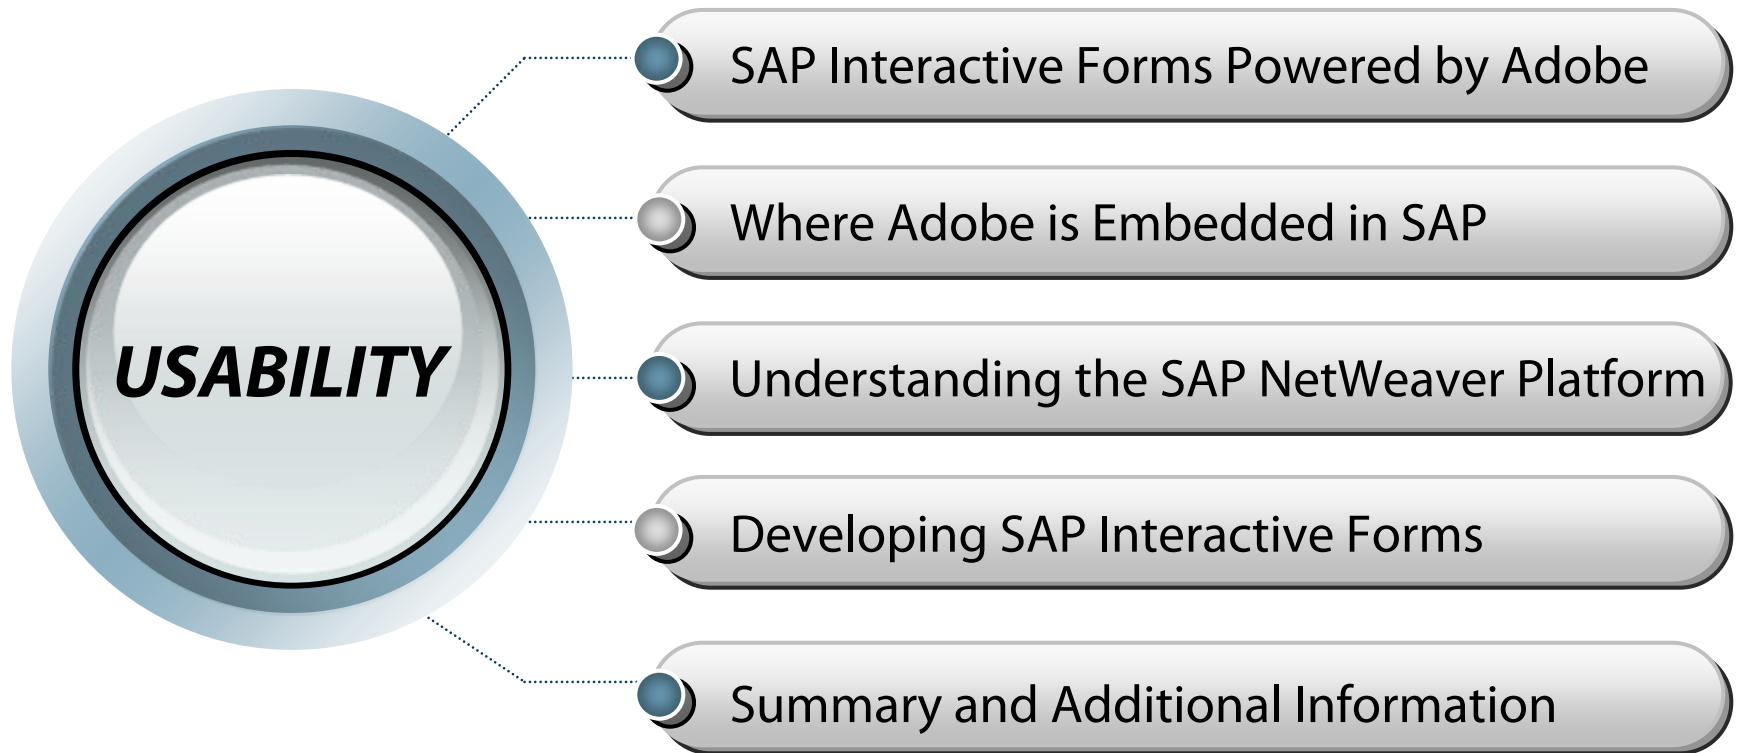 USABILITY
SAP Interactive Forms Powered by Adobe
Where Adobe is Embedded in SAP
Understanding the SAP NetWeaver Platform
Developing SAP Interactive Forms
Summary and Additional Information